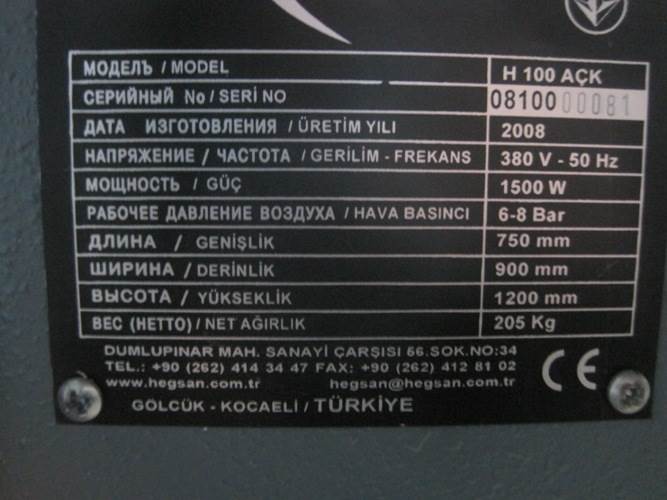 МОДЕЛЪ / MODEL H 100 AÇK
СЕРИЙНЫЙ No / SERİ NO 0810000081
ДАТА ИЗГОТОВЛЕНИЯ / ÜRETİM YILI 2008
НАПРЯЖЕНИЕ / ЧАСТОТА / GERİLİM - FREKANS 380 V - 50 Hz
МОЩНОСТЬ / GÜÇ 1500 W
РАБОЧЕЕ ДАВЛЕНИЕ ВОЗДУХА / HAVA BASINCI 6-8 Bar
ДЛИНА / GENİŞLİK 750 mm
ШИРИНА / DERİNLİK 900 mm
ВЫСОТА / YÜKSEKLİK 1200 mm
ВЕС (НЕТТО) / NET AĞIRLIK 205 Kg
DUMLUPINAR MAH. SANAYİ ÇARŞISI 56.SOK.NO:34
TEL.: +90 (262) 414 34 47 FAX: +90 (262) 412 81 02
www.hegsan.com.tr hegsan@hegsan.com.tr
GÖLCÜK - KOCAELİ / TÜRKİYE
CE